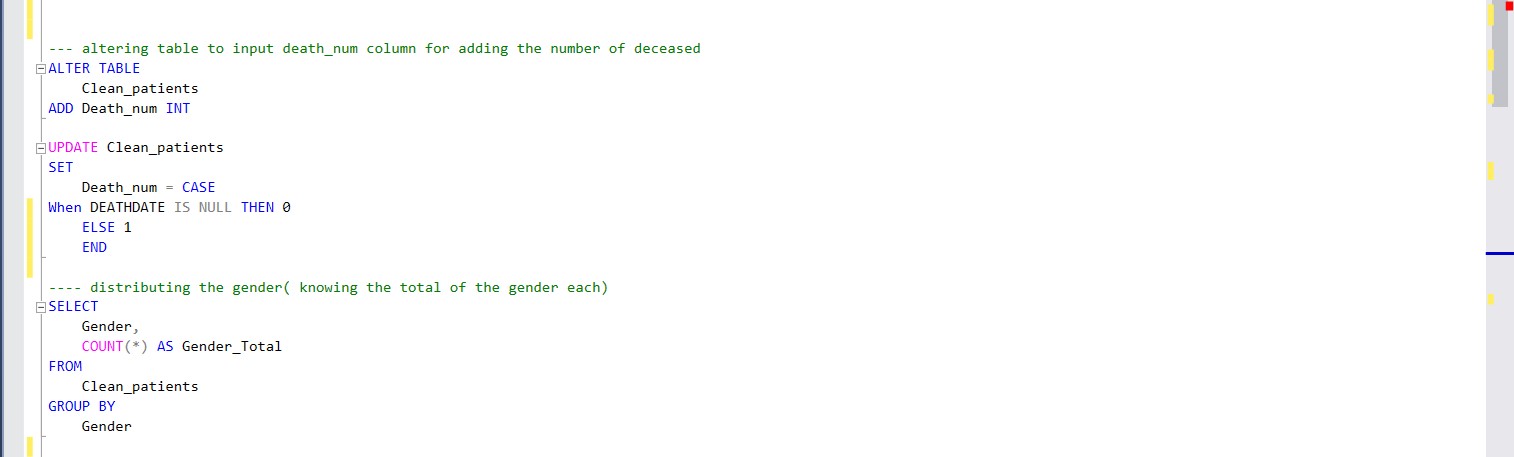 --- altering table to input death_num column for adding the number of deceased
ALTER TABLE
    Clean_patients
ADD Death_num INT
UPDATE Clean_patients
SET
    Death_num = CASE
When DEATHDATE IS NULL THEN 0
    ELSE 1
    END
---- distributing the gender( knowing the total of the gender each)
SELECT
    Gender,
    COUNT(*) AS Gender_Total
FROM
    Clean_patients
GROUP BY
    Gender